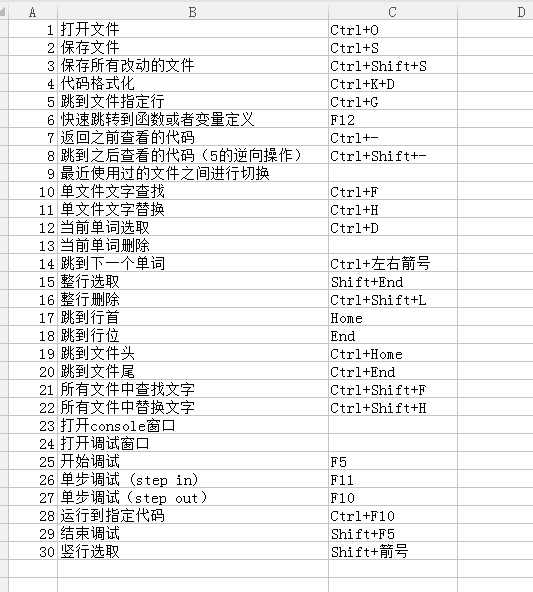 A B C D
1 打开文件 Ctrl+O
2 保存文件 Ctrl+S
3 保存所有改动的文件 Ctrl+Shift+S
4 代码格式化 Ctrl+K+D
5 跳到文件指定行 Ctrl+G
6 快速跳转到函数或者变量定义 F12
7 返回之前查看的代码 Ctrl+-
8 跳到之后查看的代码（5的逆向操作） Ctrl+Shift+-
9 最近使用过的文件之间进行切换
10 单文件文字查找 Ctrl+F
11 单文件文字替换 Ctrl+H
12 当前单词选取 Ctrl+D
13 当前单词删除
14 跳到下一个单词 Ctrl+左右箭号
15 整行选取 Shift+End
16 整行删除 Ctrl+Shift+L
17 跳到行首 Home
18 跳到行位 End
19 跳到文件头 Ctrl+Home
20 跳到文件尾 Ctrl+End
21 所有文件中查找文字 Ctrl+Shift+F
22 所有文件中替换文字 Ctrl+Shift+H
23 打开console窗口
24 打开调试窗口
25 开始调试 F5
26 单步调试（step in） F11
27 单步调试（step out） F10
28 运行到指定代码 Ctrl+F10
29 结束调试 Shift+F5
30 竖行选取 Shift+箭号